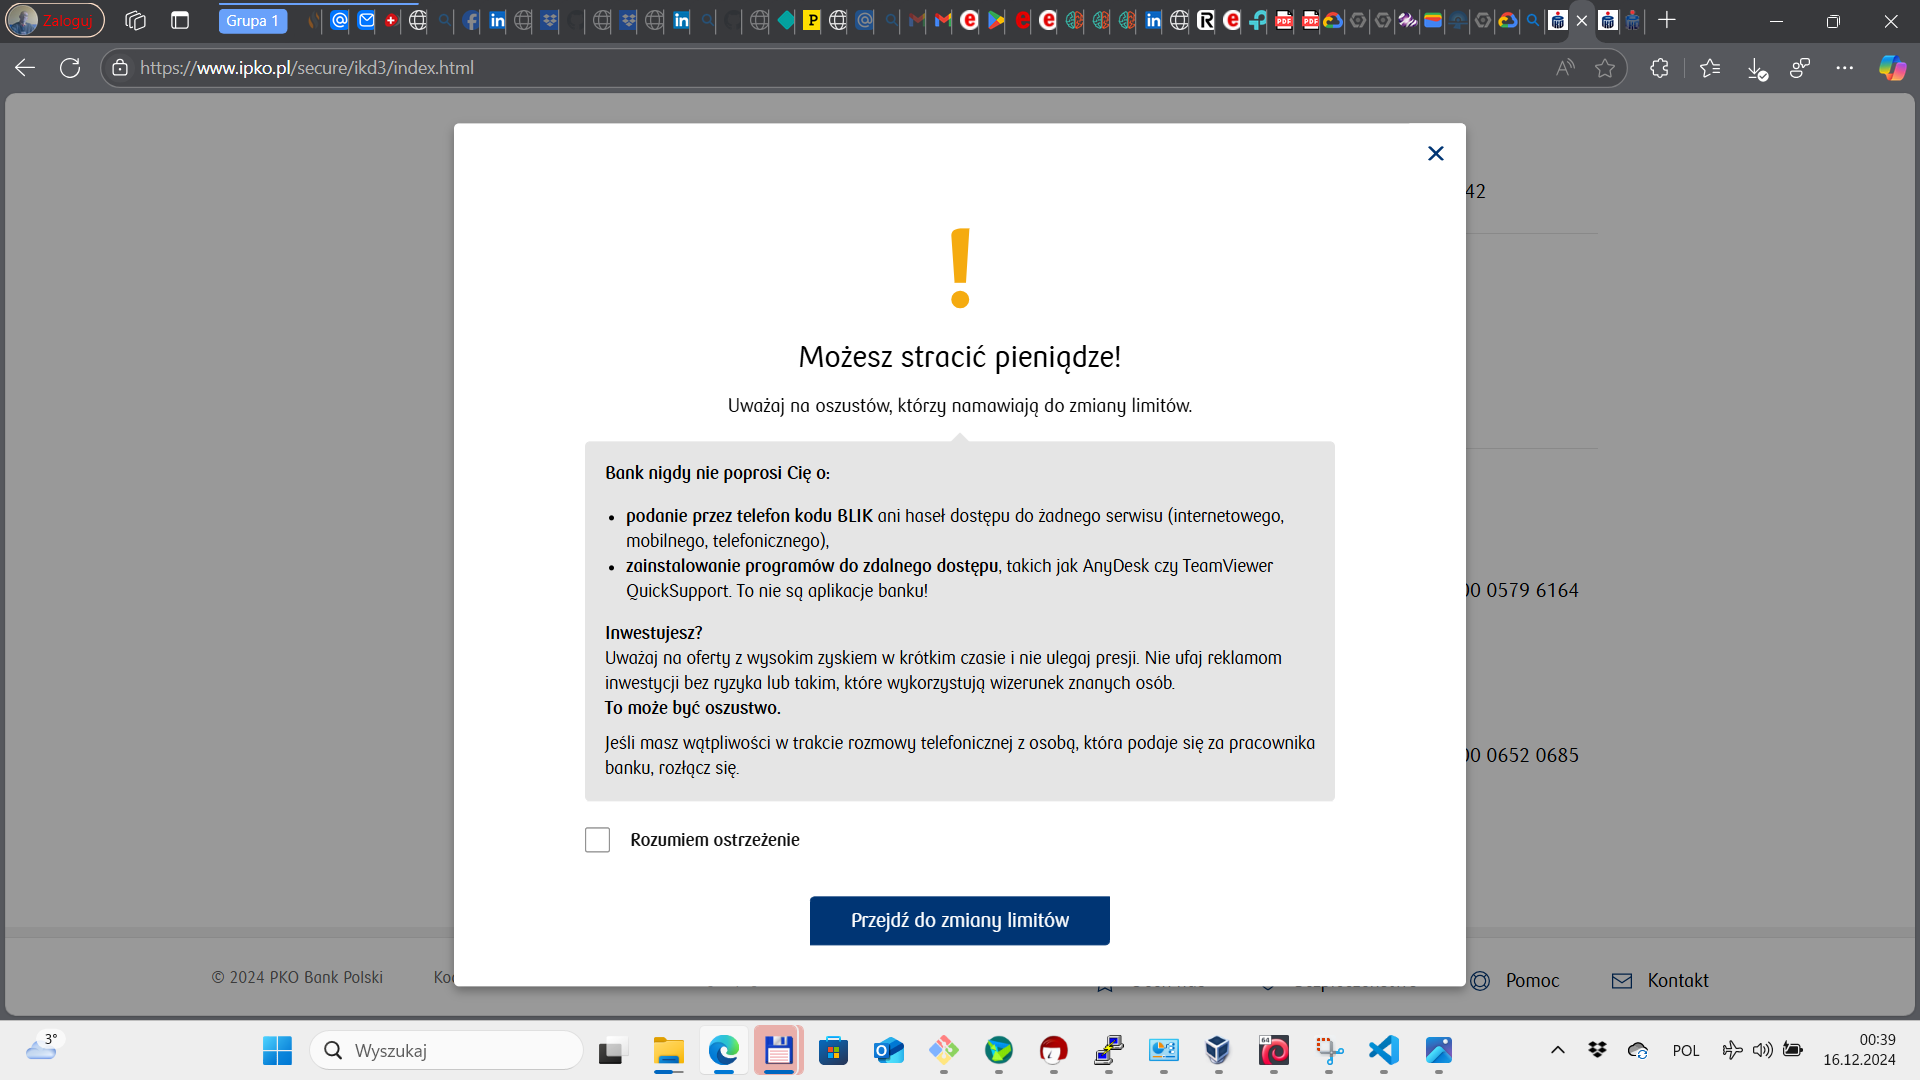 Zaloguj
Grupa 1
https://www.ipko.pl/secure/ikd3/index.html
42
Możesz stracić pieniądze!
Uważaj na oszustów, którzy namawiają do zmiany limitów.
Bank nigdy nie poprosi Cię o:
• podanie przez telefon kodu BLIK ani haseł dostępu do żadnego serwisu (internetowego,
mobilnego, telefonicznego),
• zainstalowanie programów do zdalnego dostępu, takich jak AnyDesk czy TeamViewer
QuickSupport. To nie są aplikacje banku!
00 0579 6164
Inwestujesz?
Uważaj na oferty z wysokim zyskiem w krótkim czasie i nie ulegaj presji. Nie ufaj reklamom
inwestycji bez ryzyka lub takim, które wykorzystują wizerunek znanych osób.
To może być oszustwo.
Jeśli masz wątpliwości w trakcie rozmowy telefonicznej z osobą, która podaje się za pracownika
banku, rozłącz się.
00 0652 0685
Rozumiem ostrzeżenie
Przejdź do zmiany limitów
© 2024 PKO Bank Polski
Pomoc
Kontakt
3°
Wyszukaj
POL
00:39
16.12.2024